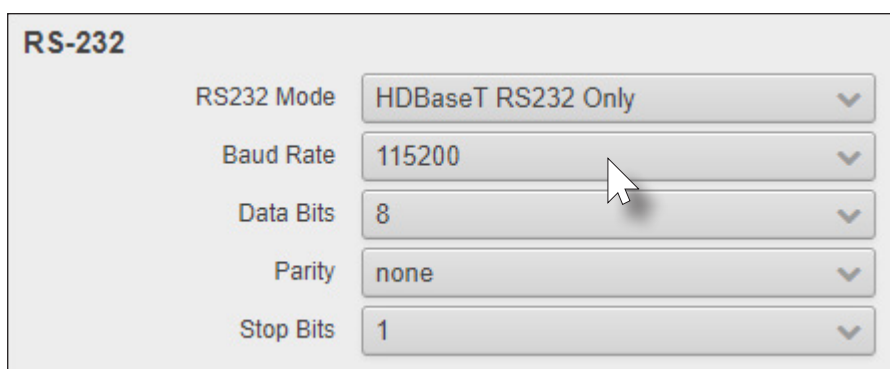 RS-232
RS232 Mode HDBaseT RS232 Only
Baud Rate 115200
Data Bits 8
Parity none
Stop Bits 1